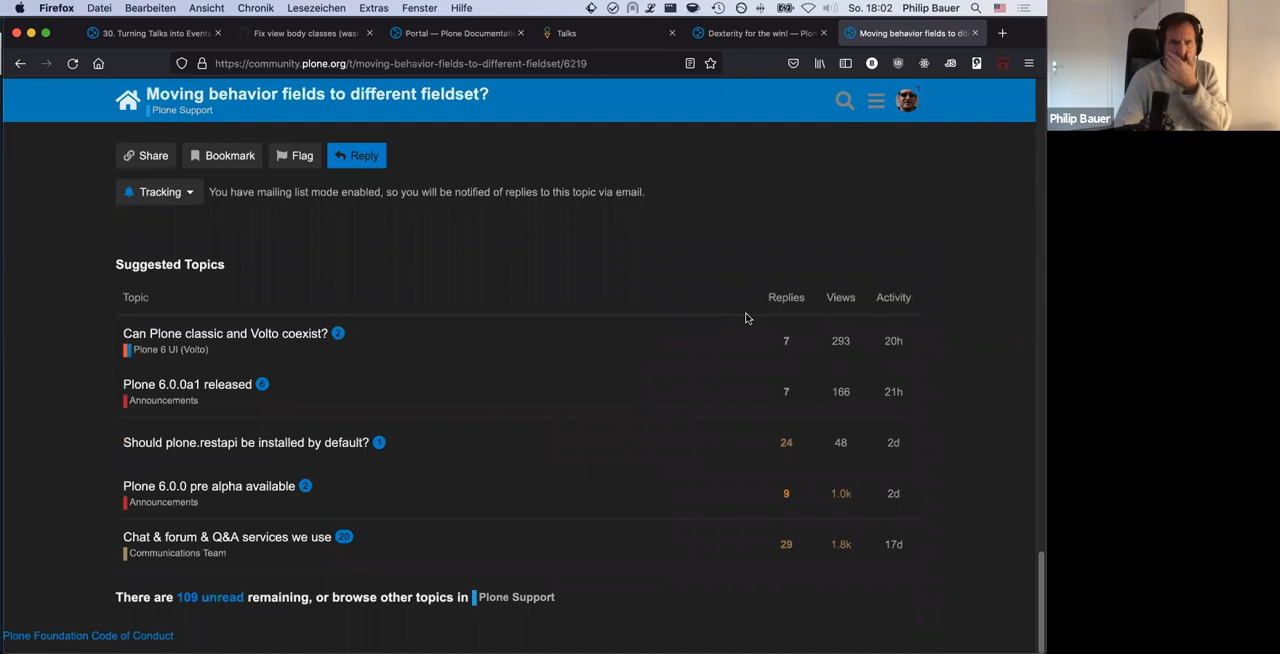 Firefox Datei Bearbeiten Ansicht Chronik Lesezeichen Extras Fenster Hilfe So. 18:02 Philip Bauer
30. Turning Talks into Events Fix view body classes (was: Portal — Plone Documentati Talks Dexterity for the win! — Plon Moving behavior fields to dif
https://community.plone.org/t/moving-behavior-fields-to-different-fieldset/6219
Moving behavior fields to different fieldset?
Plone Support
Philip Bauer
Share Bookmark Flag Reply
Tracking You have mailing list mode enabled, so you will be notified of replies to this topic via email.
Suggested Topics
Topic Replies Views Activity
Can Plone classic and Volto coexist? 2 7 293 20h
Plone 6 UI (Volto)
Plone 6.0.0a1 released 6 7 166 21h
Announcements
Should plone.restapi be installed by default? 1 24 48 2d
Plone 6.0.0 pre alpha available 2 9 1.0k 2d
Announcements
Chat & forum & Q&A services we use 20 29 1.8k 17d
Communications Team
There are 109 unread remaining, or browse other topics in Plone Support
Plone Foundation Code of Conduct